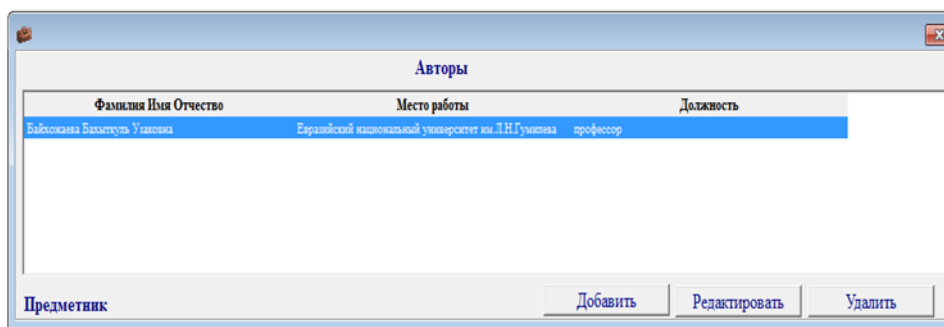 Авторы
Фамилия Имя Отчество Место работы Должность
Байхожаева Бахыткуль Узаковна Евразийский национальный университет им.Л.Н.Гумилева профессор
Предметник Добавить Редактировать Удалить